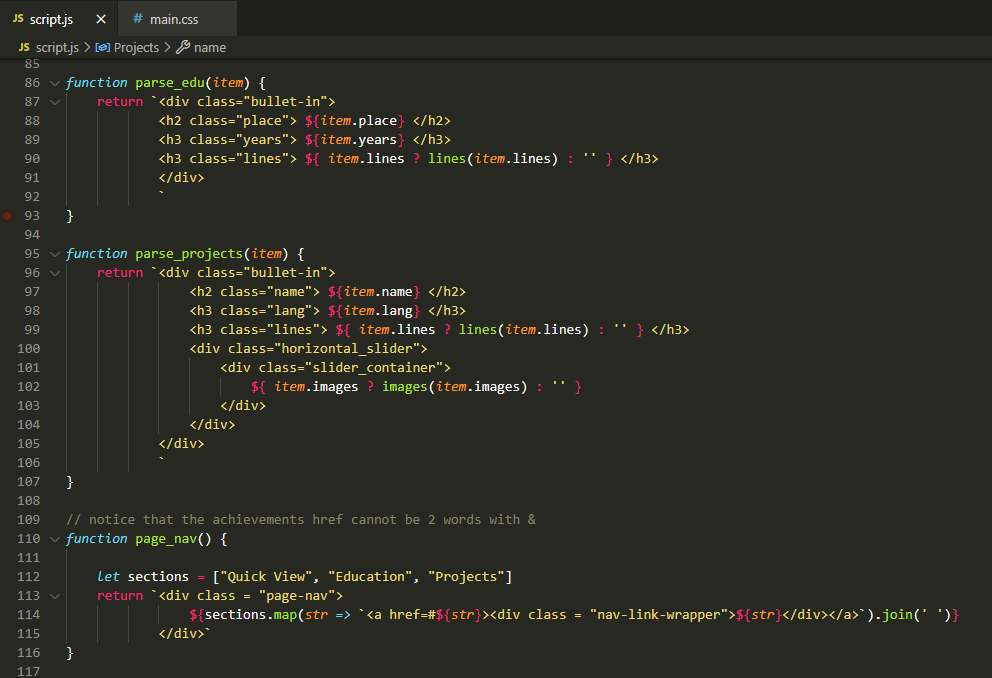 JS script.js × # main.css
JS script.js > Projects > name
85
86 function parse_edu(item) {
87 return `<div class="bullet-in">
88 <h2 class="place"> ${item.place} </h2>
89 <h3 class="years"> ${item.years} </h3>
90 <h3 class="lines"> ${ item.lines ? lines(item.lines) : '' } </h3>
91 </div>
92 `
93 }
94
95 function parse_projects(item) {
96 return `<div class="bullet-in">
97 <h2 class="name"> ${item.name} </h2>
98 <h3 class="lang"> ${item.lang} </h3>
99 <h3 class="lines"> ${ item.lines ? lines(item.lines) : '' } </h3>
100 <div class="horizontal_slider">
101 <div class="slider_container">
102 ${ item.images ? images(item.images) : '' }
103 </div>
104 </div>
105 </div>
106 `
107 }
108
109 // notice that the achievements href cannot be 2 words with &
110 function page_nav() {
111
112 let sections = ["Quick View", "Education", "Projects"]
113 return `<div class = "page-nav">
114 ${sections.map(str => `<a href=#${str}><div class = "nav-link-wrapper">${str}</div></a>`).join(' ')}
115 </div>`
116 }
117